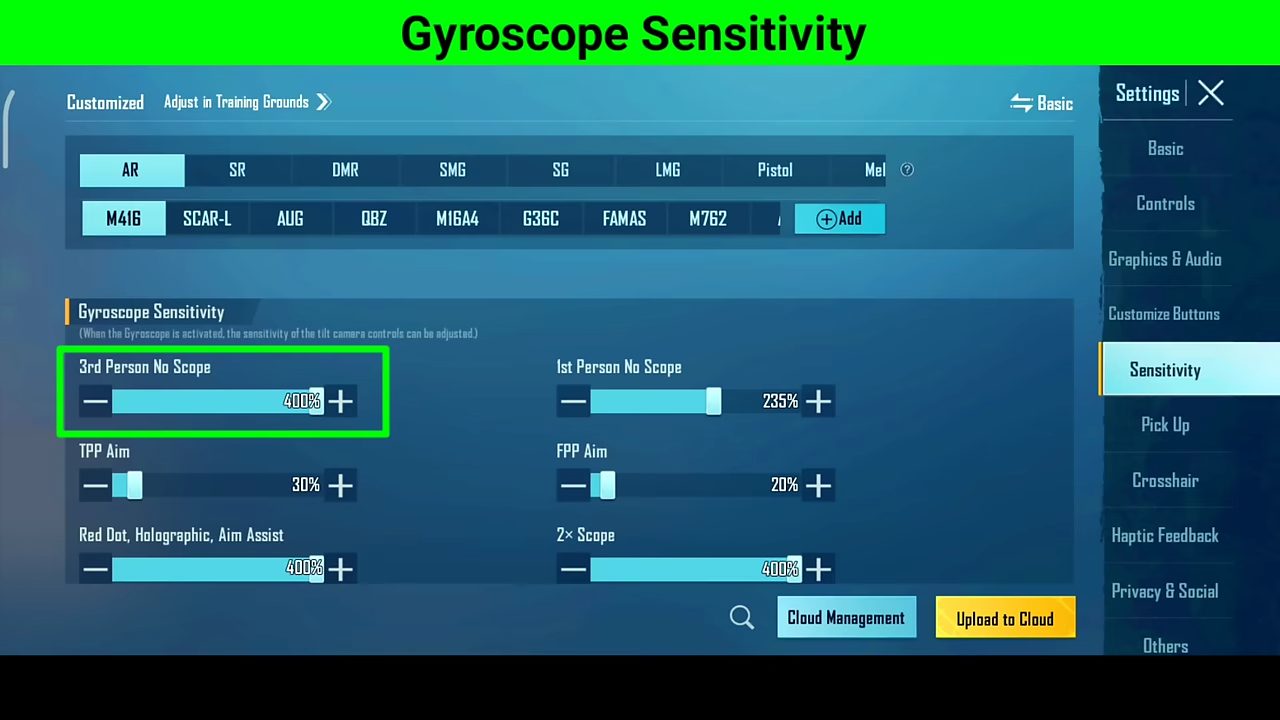 Gyroscope Sensitivity
Customized Adjust in Training Grounds Basic
Settings
AR SR DMR SMG SG LMG Pistol Mel
M416 SCAR-L AUG QBZ M16A4 G36C FAMAS M762 Add
Gyroscope Sensitivity
(When the Gyroscope is activated, the sensitivity of the tilt camera controls can be adjusted.)
3rd Person No Scope
400%
1st Person No Scope
235%
TPP Aim
30%
FPP Aim
20%
Red Dot, Holographic, Aim Assist
400%
2× Scope
400%
Cloud Management
Upload to Cloud
Basic
Controls
Graphics & Audio
Customize Buttons
Sensitivity
Pick Up
Crosshair
Haptic Feedback
Privacy & Social
Others